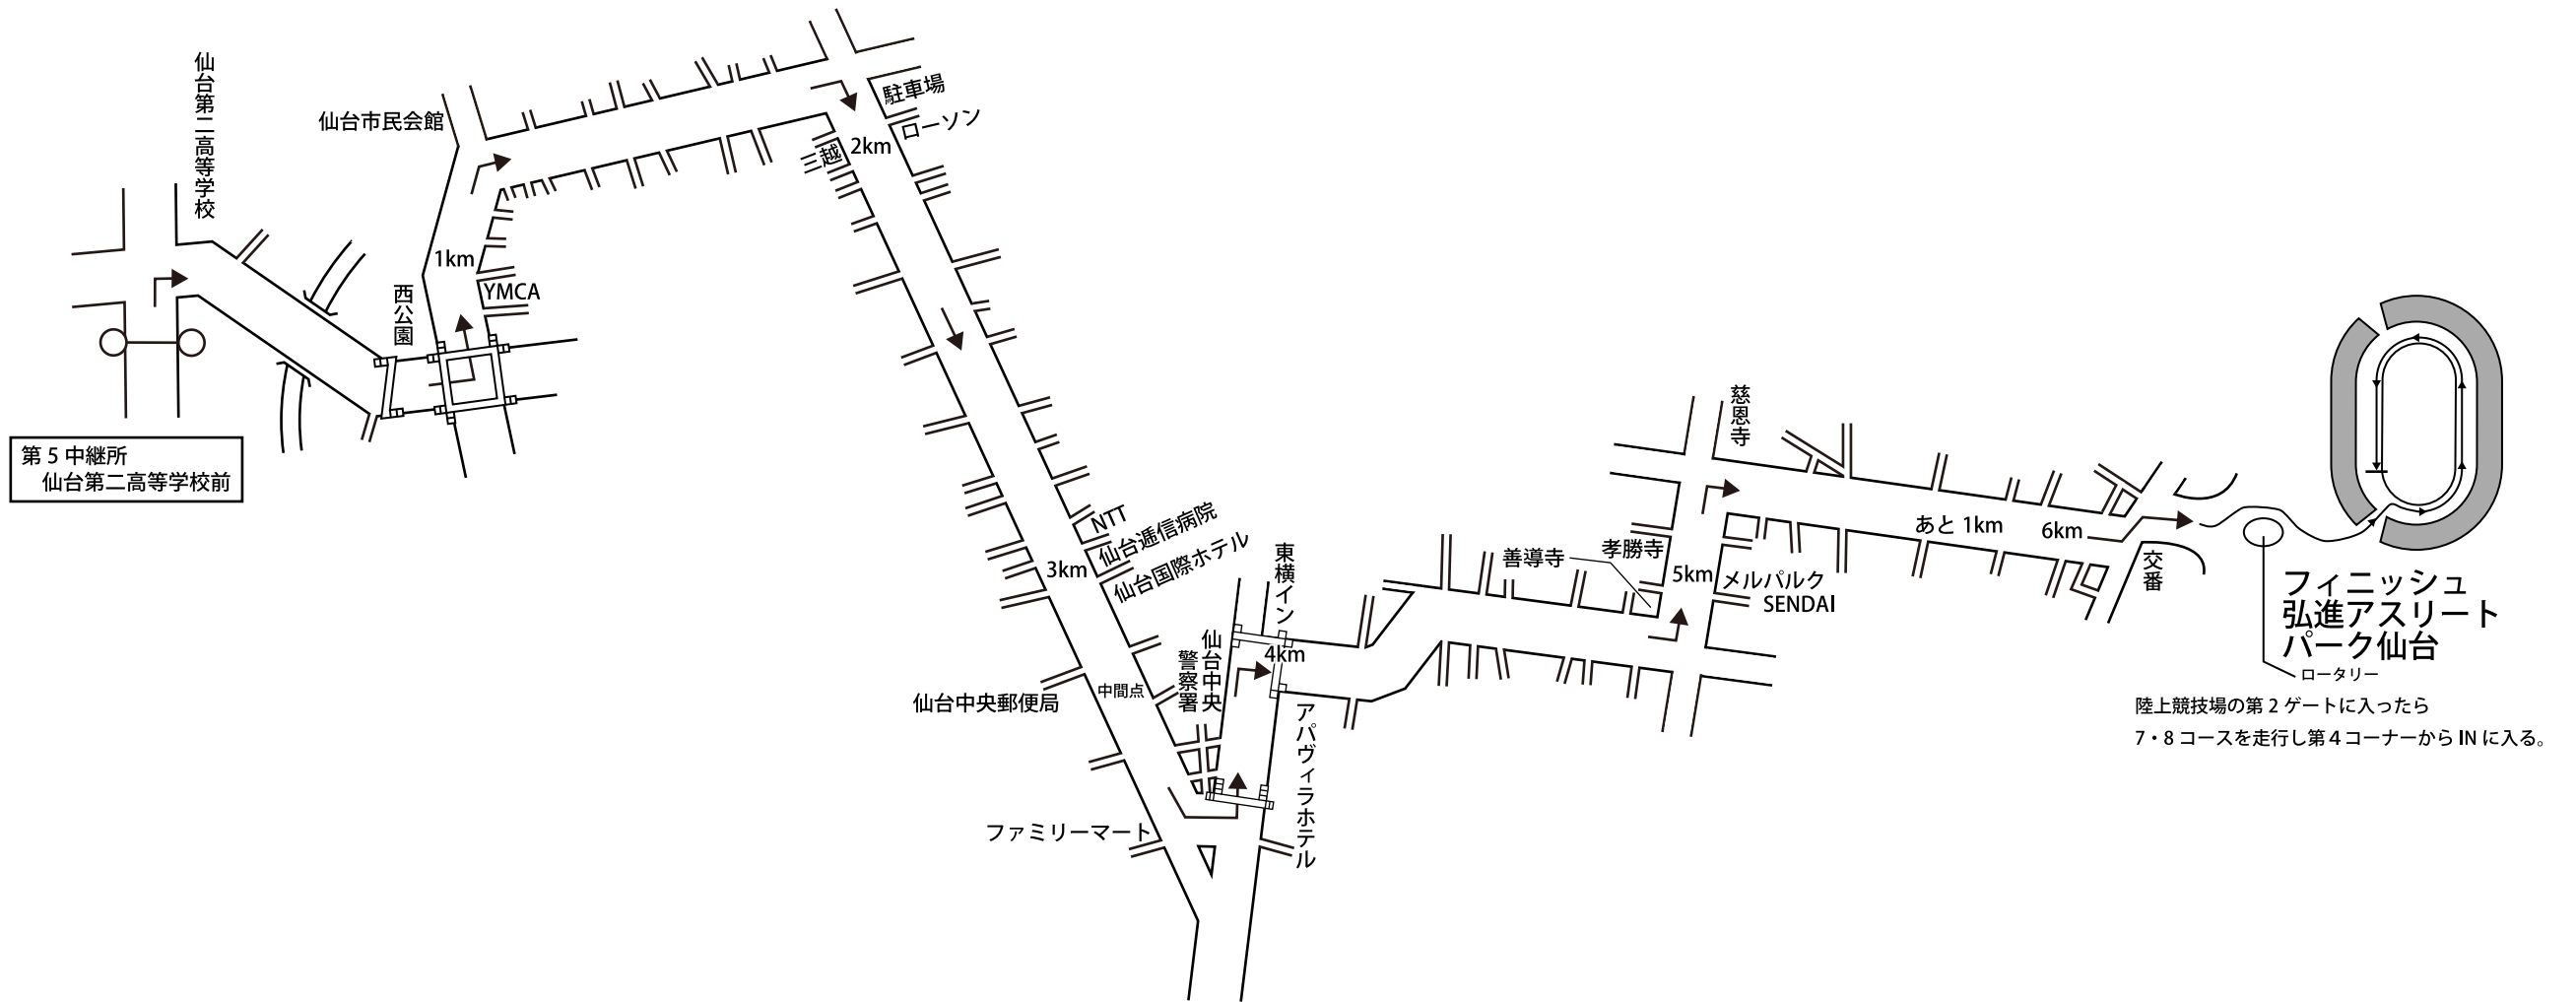 仙台第二高等学校
第5中継所
仙台第二高等学校前
西公園
仙台市民会館
1km
YMCA
駐車場
ローソン
三越
2km
NTT
仙台逓信病院
仙台国際ホテル
3km
中間点
仙台中央郵便局
ファミリーマート
仙台中央
警察署
東横イン
4km
アパヴィラホテル
善導寺
孝勝寺
5km
メルパルク
SENDAI
慈恩寺
あと1km
6km
交番
フィニッシュ
弘進アスリート
パーク仙台
ロータリー
陸上競技場の第2ゲートに入ったら
7・8コースを走行し第4コーナーからINに入る。